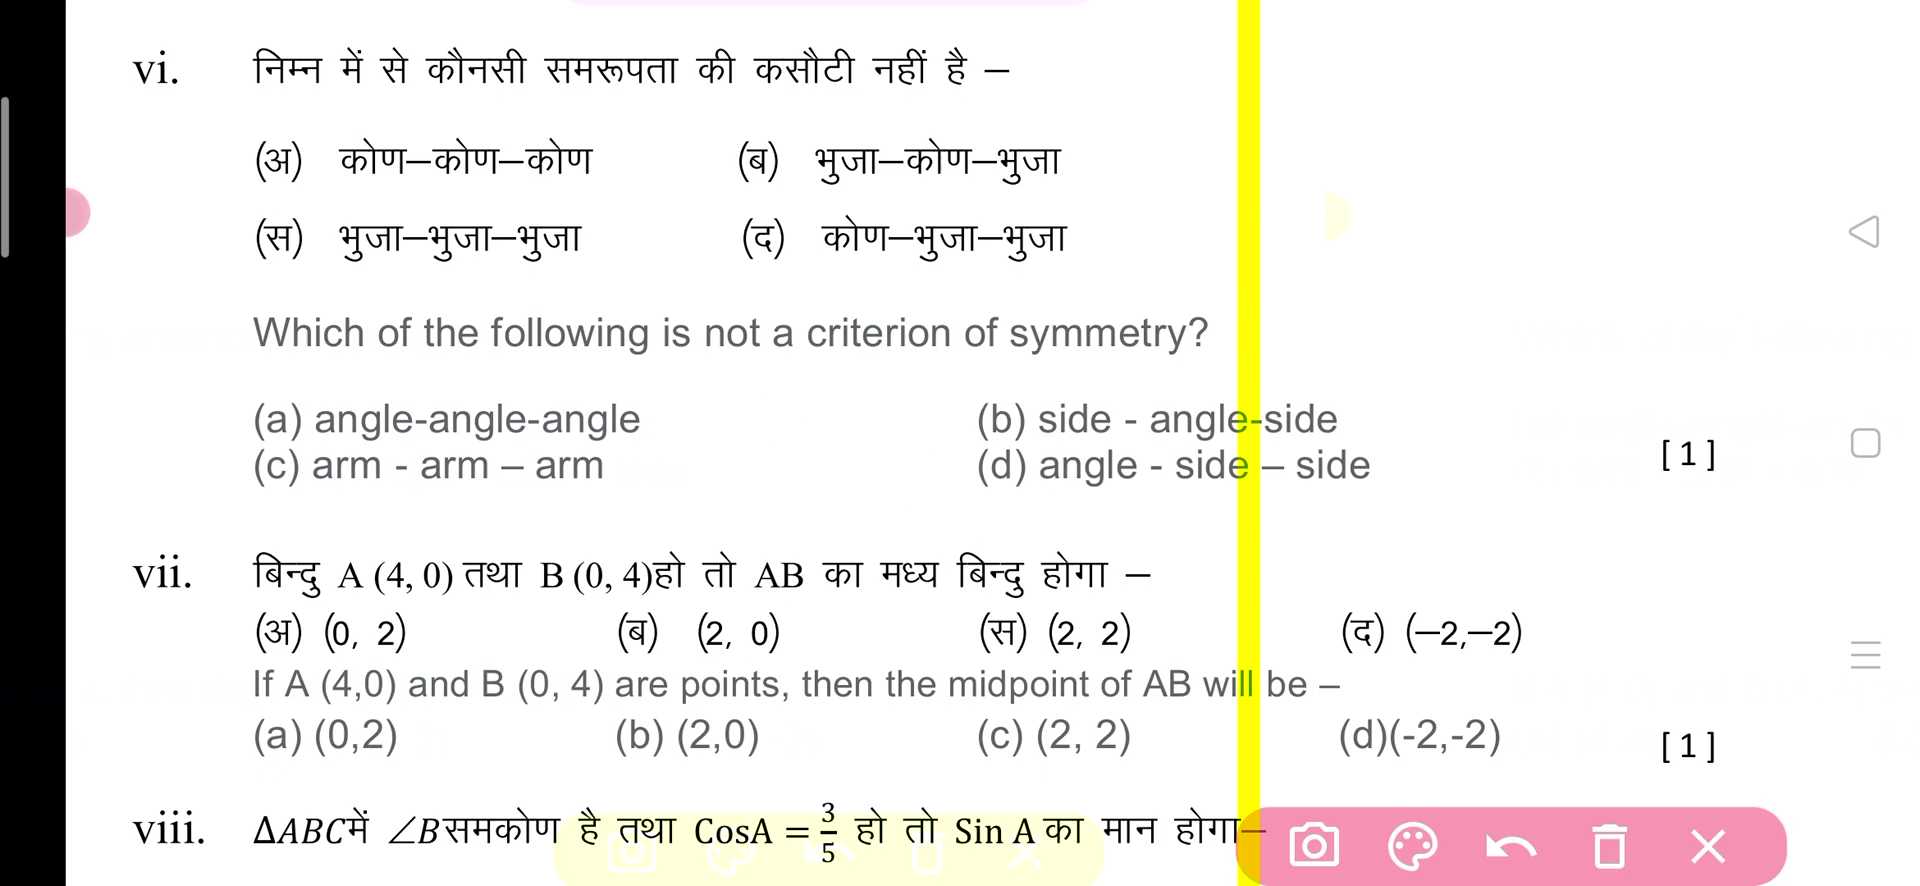 vi. निम्न में से कौनसी समरूपता की कसौटी नहीं है –
(अ) कोण–कोण–कोण (ब) भुजा–कोण–भुजा
(स) भुजा–भुजा–भुजा (द) कोण–भुजा–भुजा
Which of the following is not a criterion of symmetry?
(a) angle-angle-angle (b) side - angle-side
(c) arm - arm – arm (d) angle - side – side [1]
vii. बिन्दु A (4, 0) तथा B (0, 4)हो तो AB का मध्य बिन्दु होगा –
(अ) (0, 2) (ब) (2, 0) (स) (2, 2) (द) (–2,–2)
If A (4,0) and B (0, 4) are points, then the midpoint of AB will be –
(a) (0,2) (b) (2,0) (c) (2, 2) (d)(-2,-2) [1]
viii. ΔABCमें ∠Bसमकोण है तथा CosA = 3/5 हो तो Sin A का मान होगा–